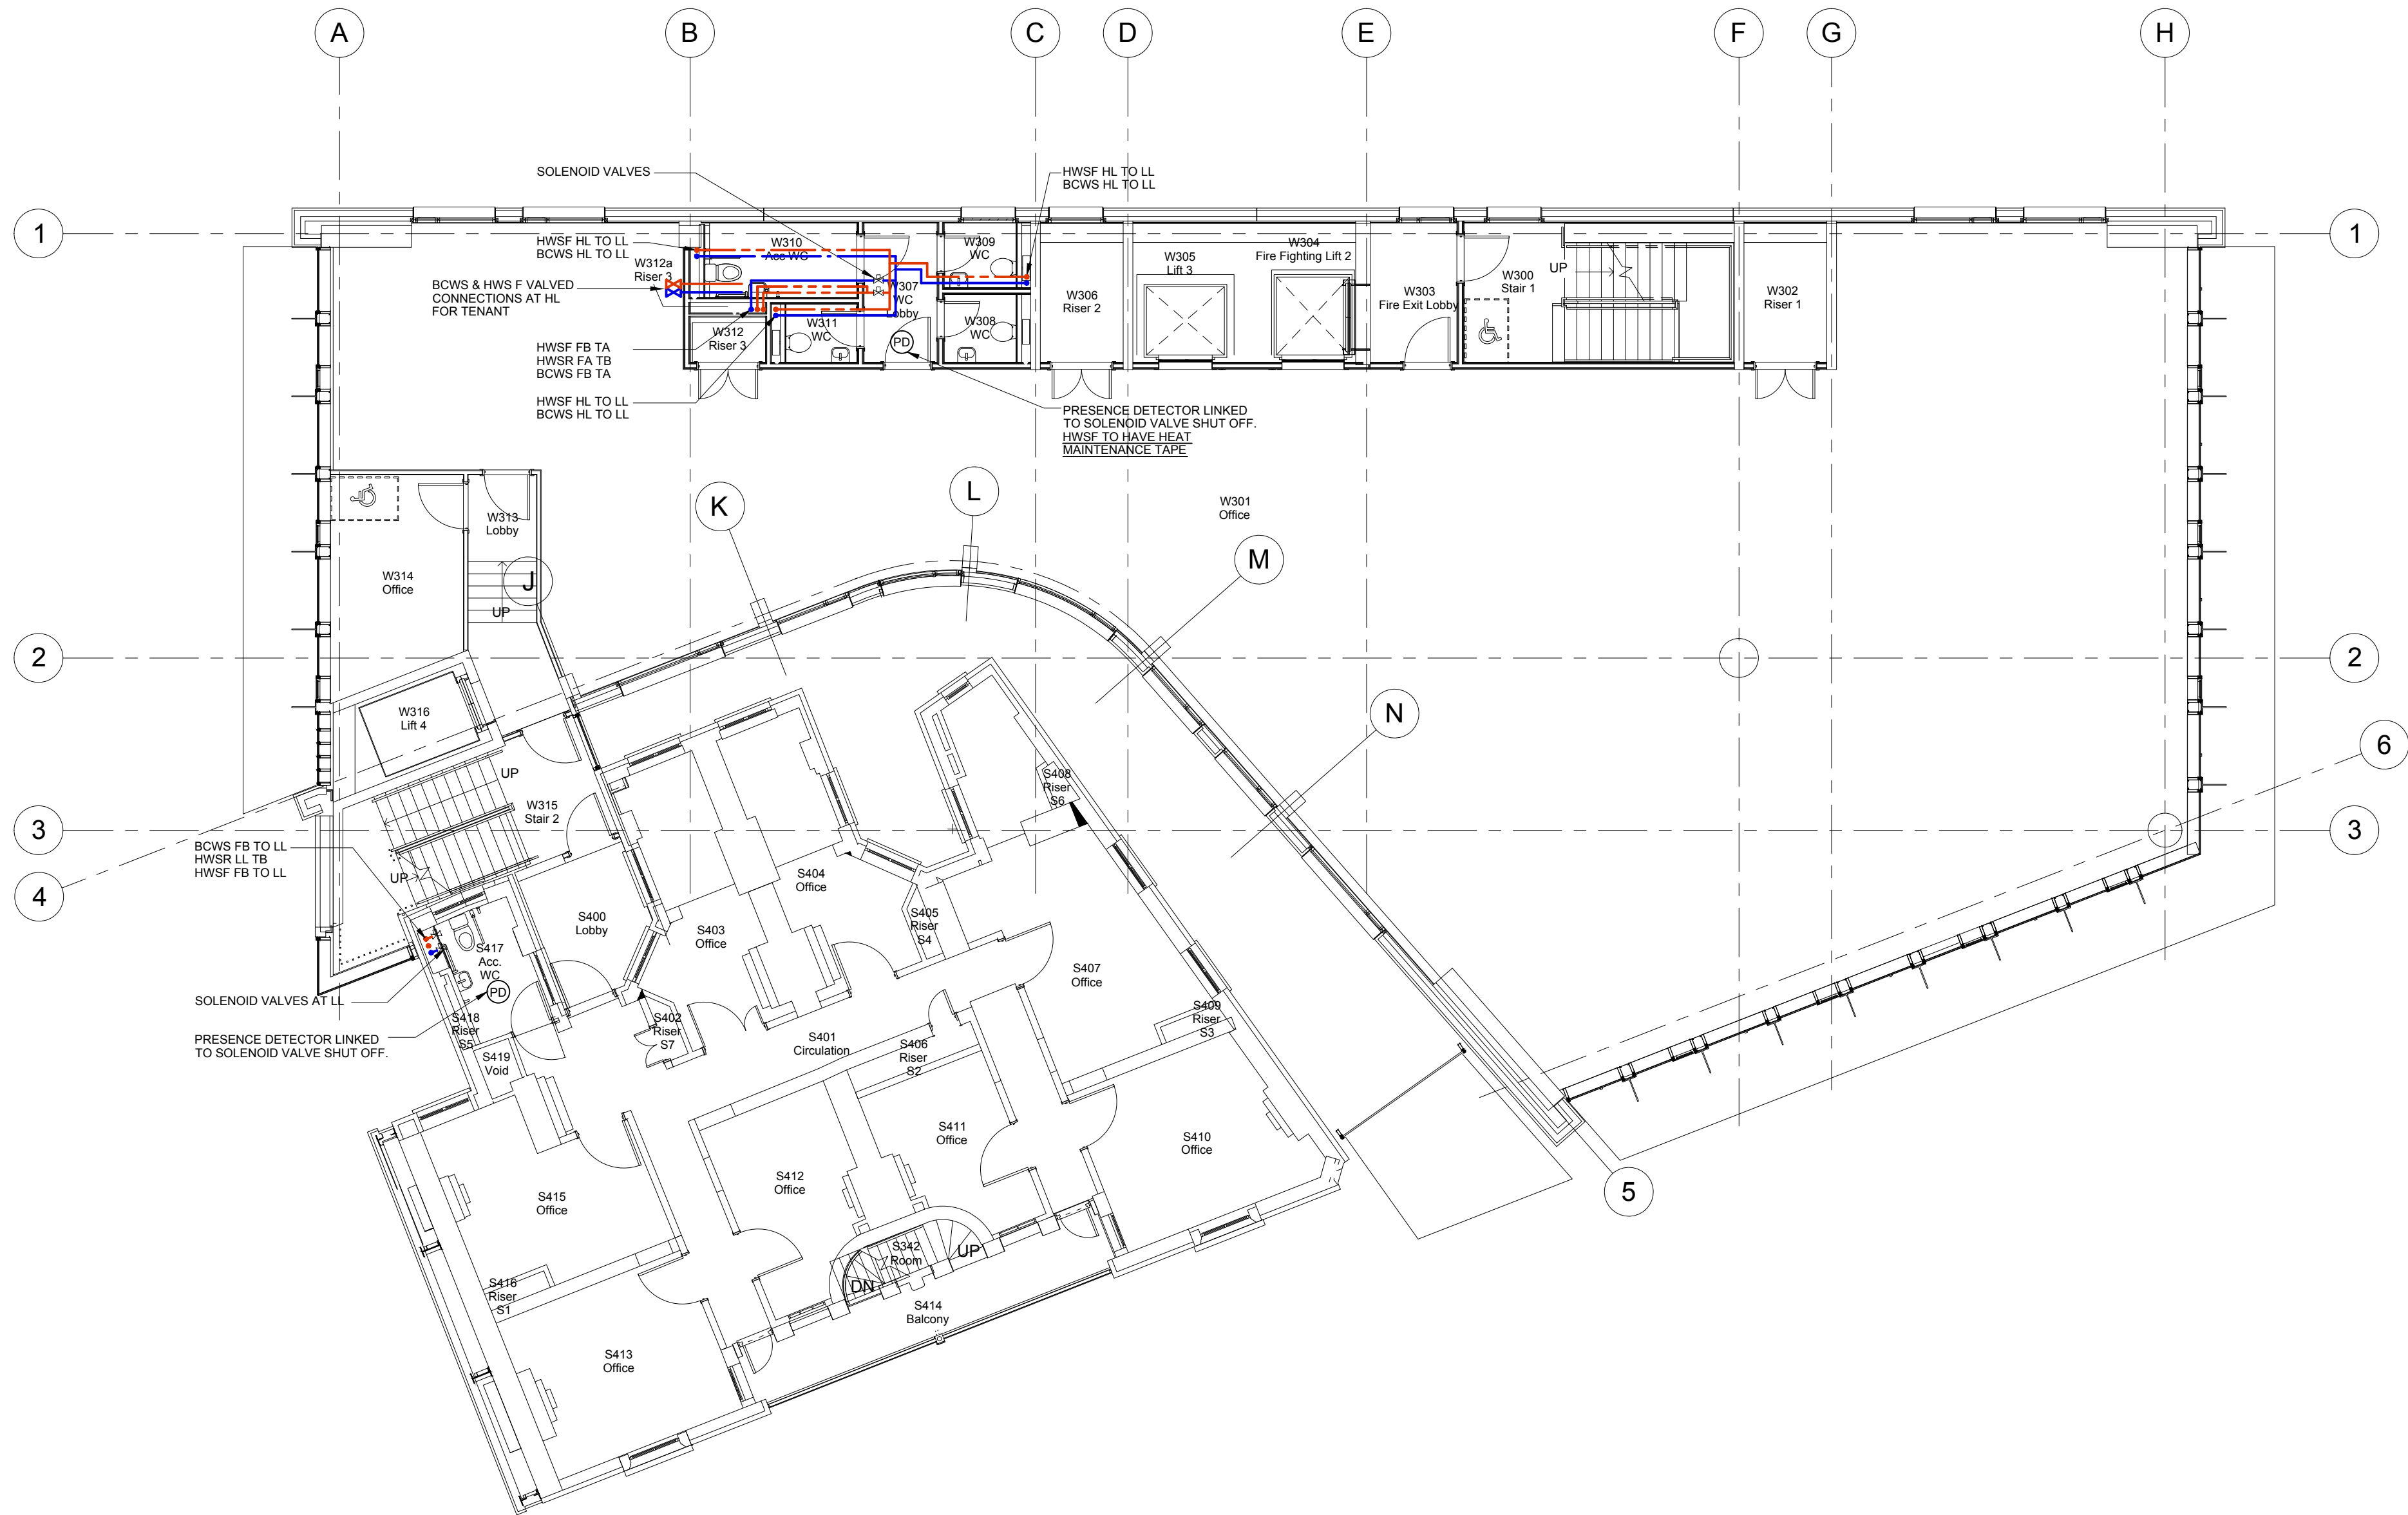 A
B
C
D
E
F
G
H
SOLENOID VALVES
HWSF HL TO LL
BCWS HL TO LL
1
1
HWSF HL TO LL
BCWS HL TO LL
W310
Acc WC
W309
WC
W305
Lift 3
W304
Fire Fighting Lift 2
W312a
Riser 3
W300
Stair 1
UP
BCWS & HWS F VALVED
CONNECTIONS AT HL
FOR TENANT
W307
WC
Lobby
W306
Riser 2
W303
Fire Exit Lobby
W302
Riser 1
W312
Riser 3
W311
WC
W308
WC
PD
HWSF FB TA
HWSR FA TB
BCWS FB TA
HWSF HL TO LL
BCWS HL TO LL
PRESENCE DETECTOR LINKED
TO SOLENOID VALVE SHUT OFF.
HWSF TO HAVE HEAT
MAINTENANCE TAPE
K
L
W301
Office
W313
Lobby
M
W314
Office
J
UP
2
2
W316
Lift 4
N
6
UP
S408
Riser
S6
W315
Stair 2
3
3
BCWS FB TO LL
HWSR LL TB
HWSF FB TO LL
UP
4
S404
Office
S400
Lobby
S403
Office
S405
Riser
S4
S417
Acc.
WC
PD
S407
Office
SOLENOID VALVES AT LL
S418
Riser
S5
S402
Riser
S7
S409
Riser
S3
PRESENCE DETECTOR LINKED
TO SOLENOID VALVE SHUT OFF.
S401
Circulation
S406
Riser
S2
S419
Void
S411
Office
S410
Office
S412
Office
5
S415
Office
S342
Room
UP
DN
S416
Riser
S1
S414
Balcony
S413
Office